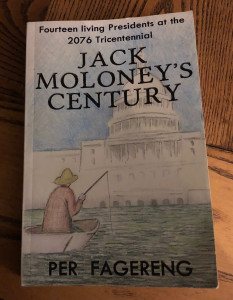 Fourteen living Presidents at the
2076 Tricentennial
JACK
MOLONEY'S
CENTURY
PER FAGERENG